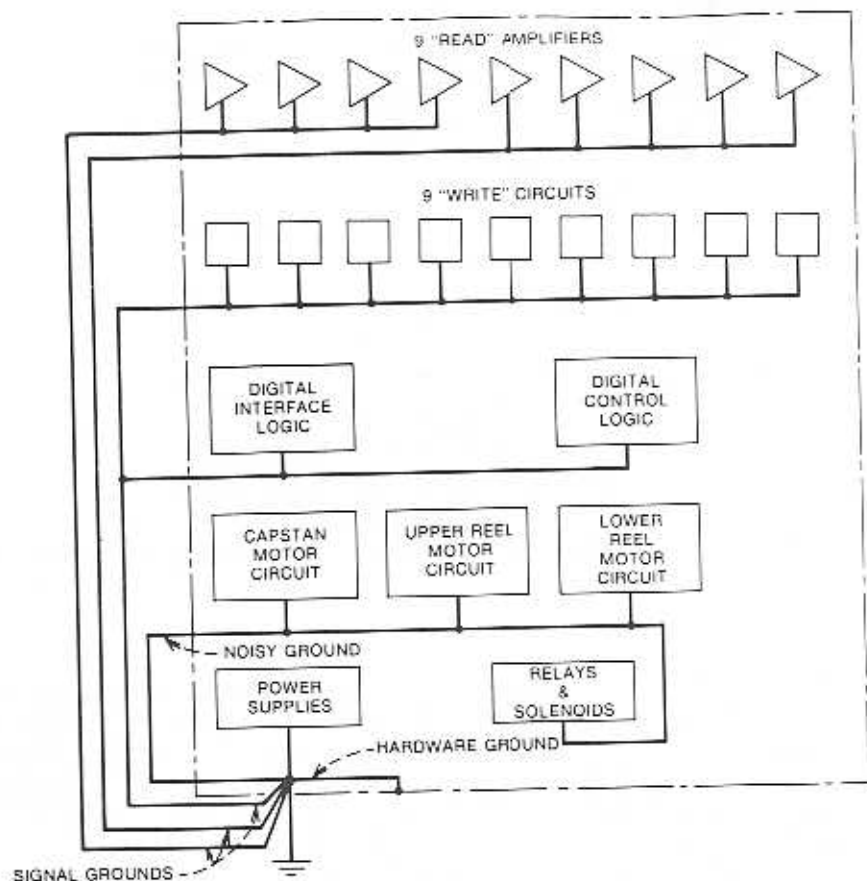 9 "READ" AMPLIFIERS
9 "WRITE" CIRCUITS
DIGITAL
INTERFACE
LOGIC
DIGITAL
CONTROL
LOGIC
CAPSTAN
MOTOR
CIRCUIT
UPPER REEL
MOTOR
CIRCUIT
LOWER
REEL
MOTOR
CIRCUIT
NOISY GROUND
POWER
SUPPLIES
RELAYS
&
SOLENOIDS
HARDWARE GROUND
SIGNAL GROUNDS